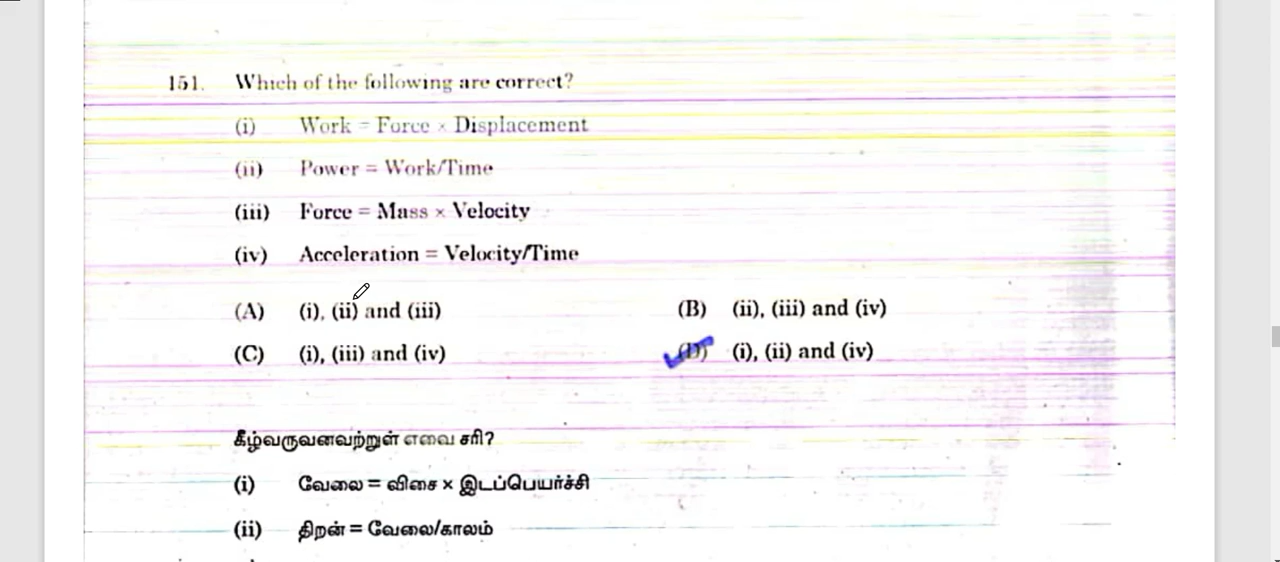 151. Which of the following are correct?
(i) Work = Force × Displacement
(ii) Power = Work/Time
(iii) Force = Mass × Velocity
(iv) Acceleration = Velocity/Time
(A) (i), (ii) and (iii) (B) (ii), (iii) and (iv)
(C) (i), (iii) and (iv) (D) (i), (ii) and (iv)
கீழ்வருவனவற்றுள் எவை சரி?
(i) வேலை = விசை × இடப்பெயர்ச்சி
(ii) திறன் = வேலை/காலம்